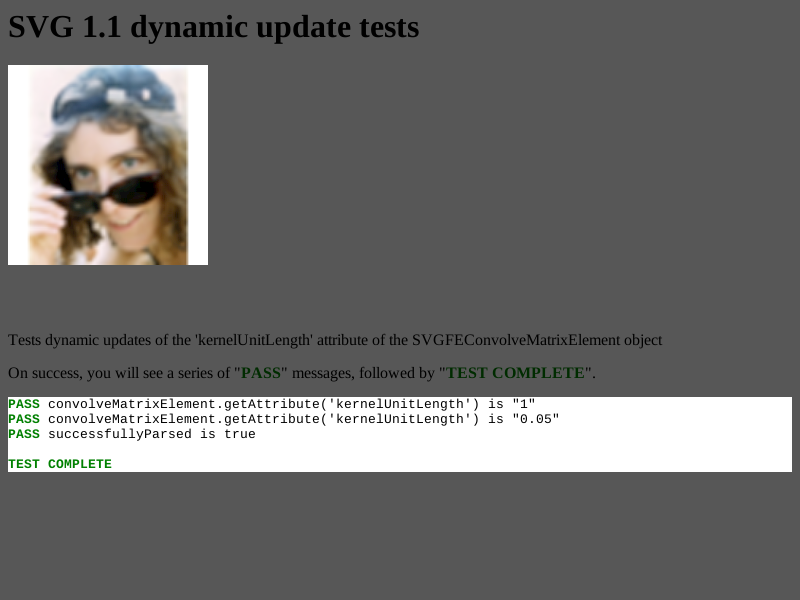 SVG 1.1 dynamic update tests
Tests dynamic updates of the 'kernelUnitLength' attribute of the SVGFEConvolveMatrixElement object
On success, you will see a series of "PASS" messages, followed by "TEST COMPLETE".
PASS convolveMatrixElement.getAttribute('kernelUnitLength') is "1"
PASS convolveMatrixElement.getAttribute('kernelUnitLength') is "0.05"
PASS successfullyParsed is true
TEST COMPLETE